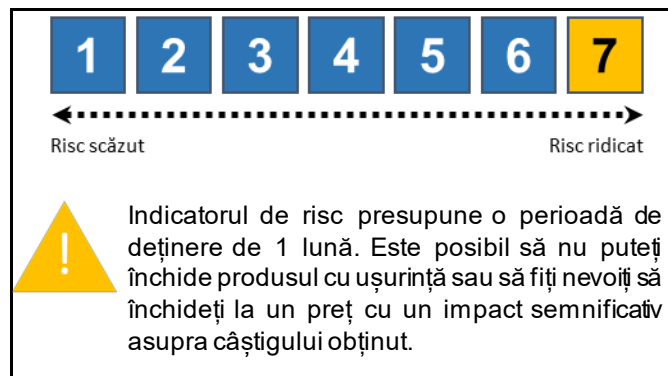 1 2 3 4 5 6 7
Risc scăzut Risc ridicat
!
Indicatorul de risc presupune o perioadă de
deținere de 1 lună. Este posibil să nu puteți
închide produsul cu ușurință sau să fiți nevoiți să
închideți la un preț cu un impact semnificativ
asupra câștigului obținut.